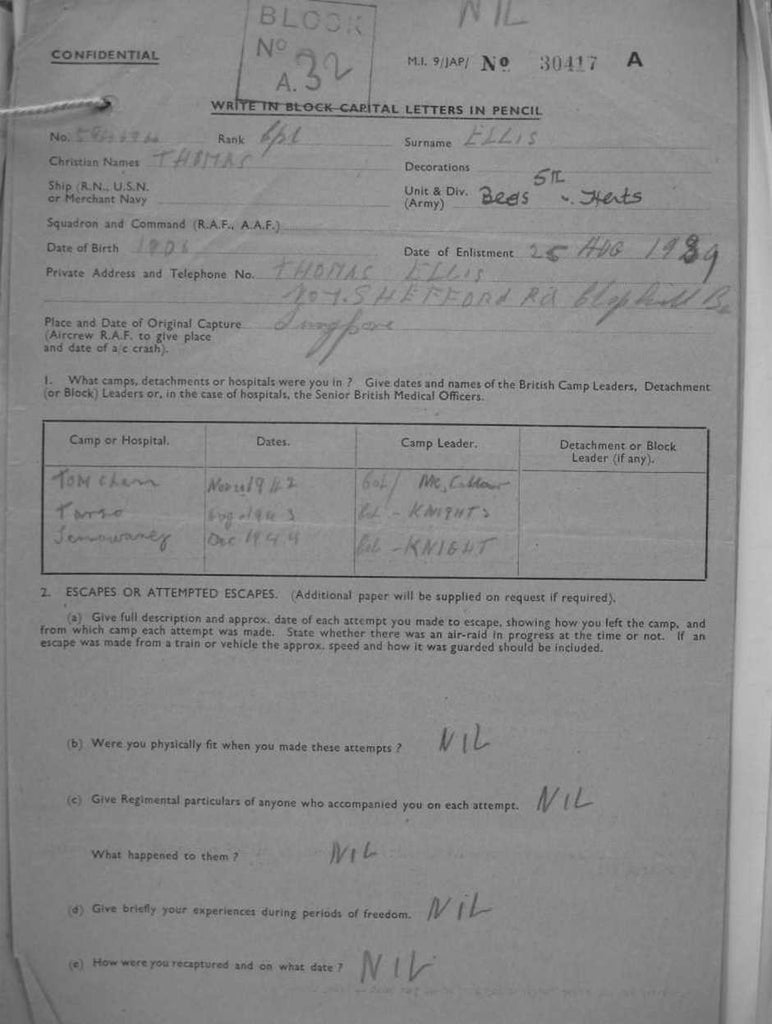 BLOCK
NIL
Nº
A. 32
CONFIDENTIAL
M.I. 9/JAP/ Nº 30417 A
WRITE IN BLOCK CAPITAL LETTERS IN PENCIL
No. Rank Cpl Surname ELLIS
Christian Names THOMAS Decorations
Ship (R.N., U.S.N. or Merchant Navy Unit & Div. (Army) 5th Beds & Herts
Squadron and Command (R.A.F., A.A.F.)
Date of Birth 1906 Date of Enlistment 25 AUG 1939
Private Address and Telephone No. THOMAS ELLIS
SHEFFORD Rd Clophill
Place and Date of Original Capture
(Aircrew R.A.F. to give place
and date of a/c crash).
1. What camps, detachments or hospitals were you in ? Give dates and names of the British Camp Leaders, Detachment
(or Block) Leaders or, in the case of hospitals, the Senior British Medical Officers.
Camp or Hospital. Dates. Camp Leader. Detachment or Block Leader (if any).
TOM 1942 Col
Tarso Aug 1943 Col - KNIGHTS
Dec 1944 Col - KNIGHT
2. ESCAPES OR ATTEMPTED ESCAPES. (Additional paper will be supplied on request if required).
(a) Give full description and approx. date of each attempt you made to escape, showing how you left the camp, and
from which camp each attempt was made. State whether there was an air-raid in progress at the time or not. If an
escape was made from a train or vehicle the approx. speed and how it was guarded should be included.
(b) Were you physically fit when you made these attempts ? NIL
(c) Give Regimental particulars of anyone who accompanied you on each attempt. NIL
What happened to them ? NIL
(d) Give briefly your experiences during periods of freedom. NIL
(e) How were you recaptured and on what date ? NIL